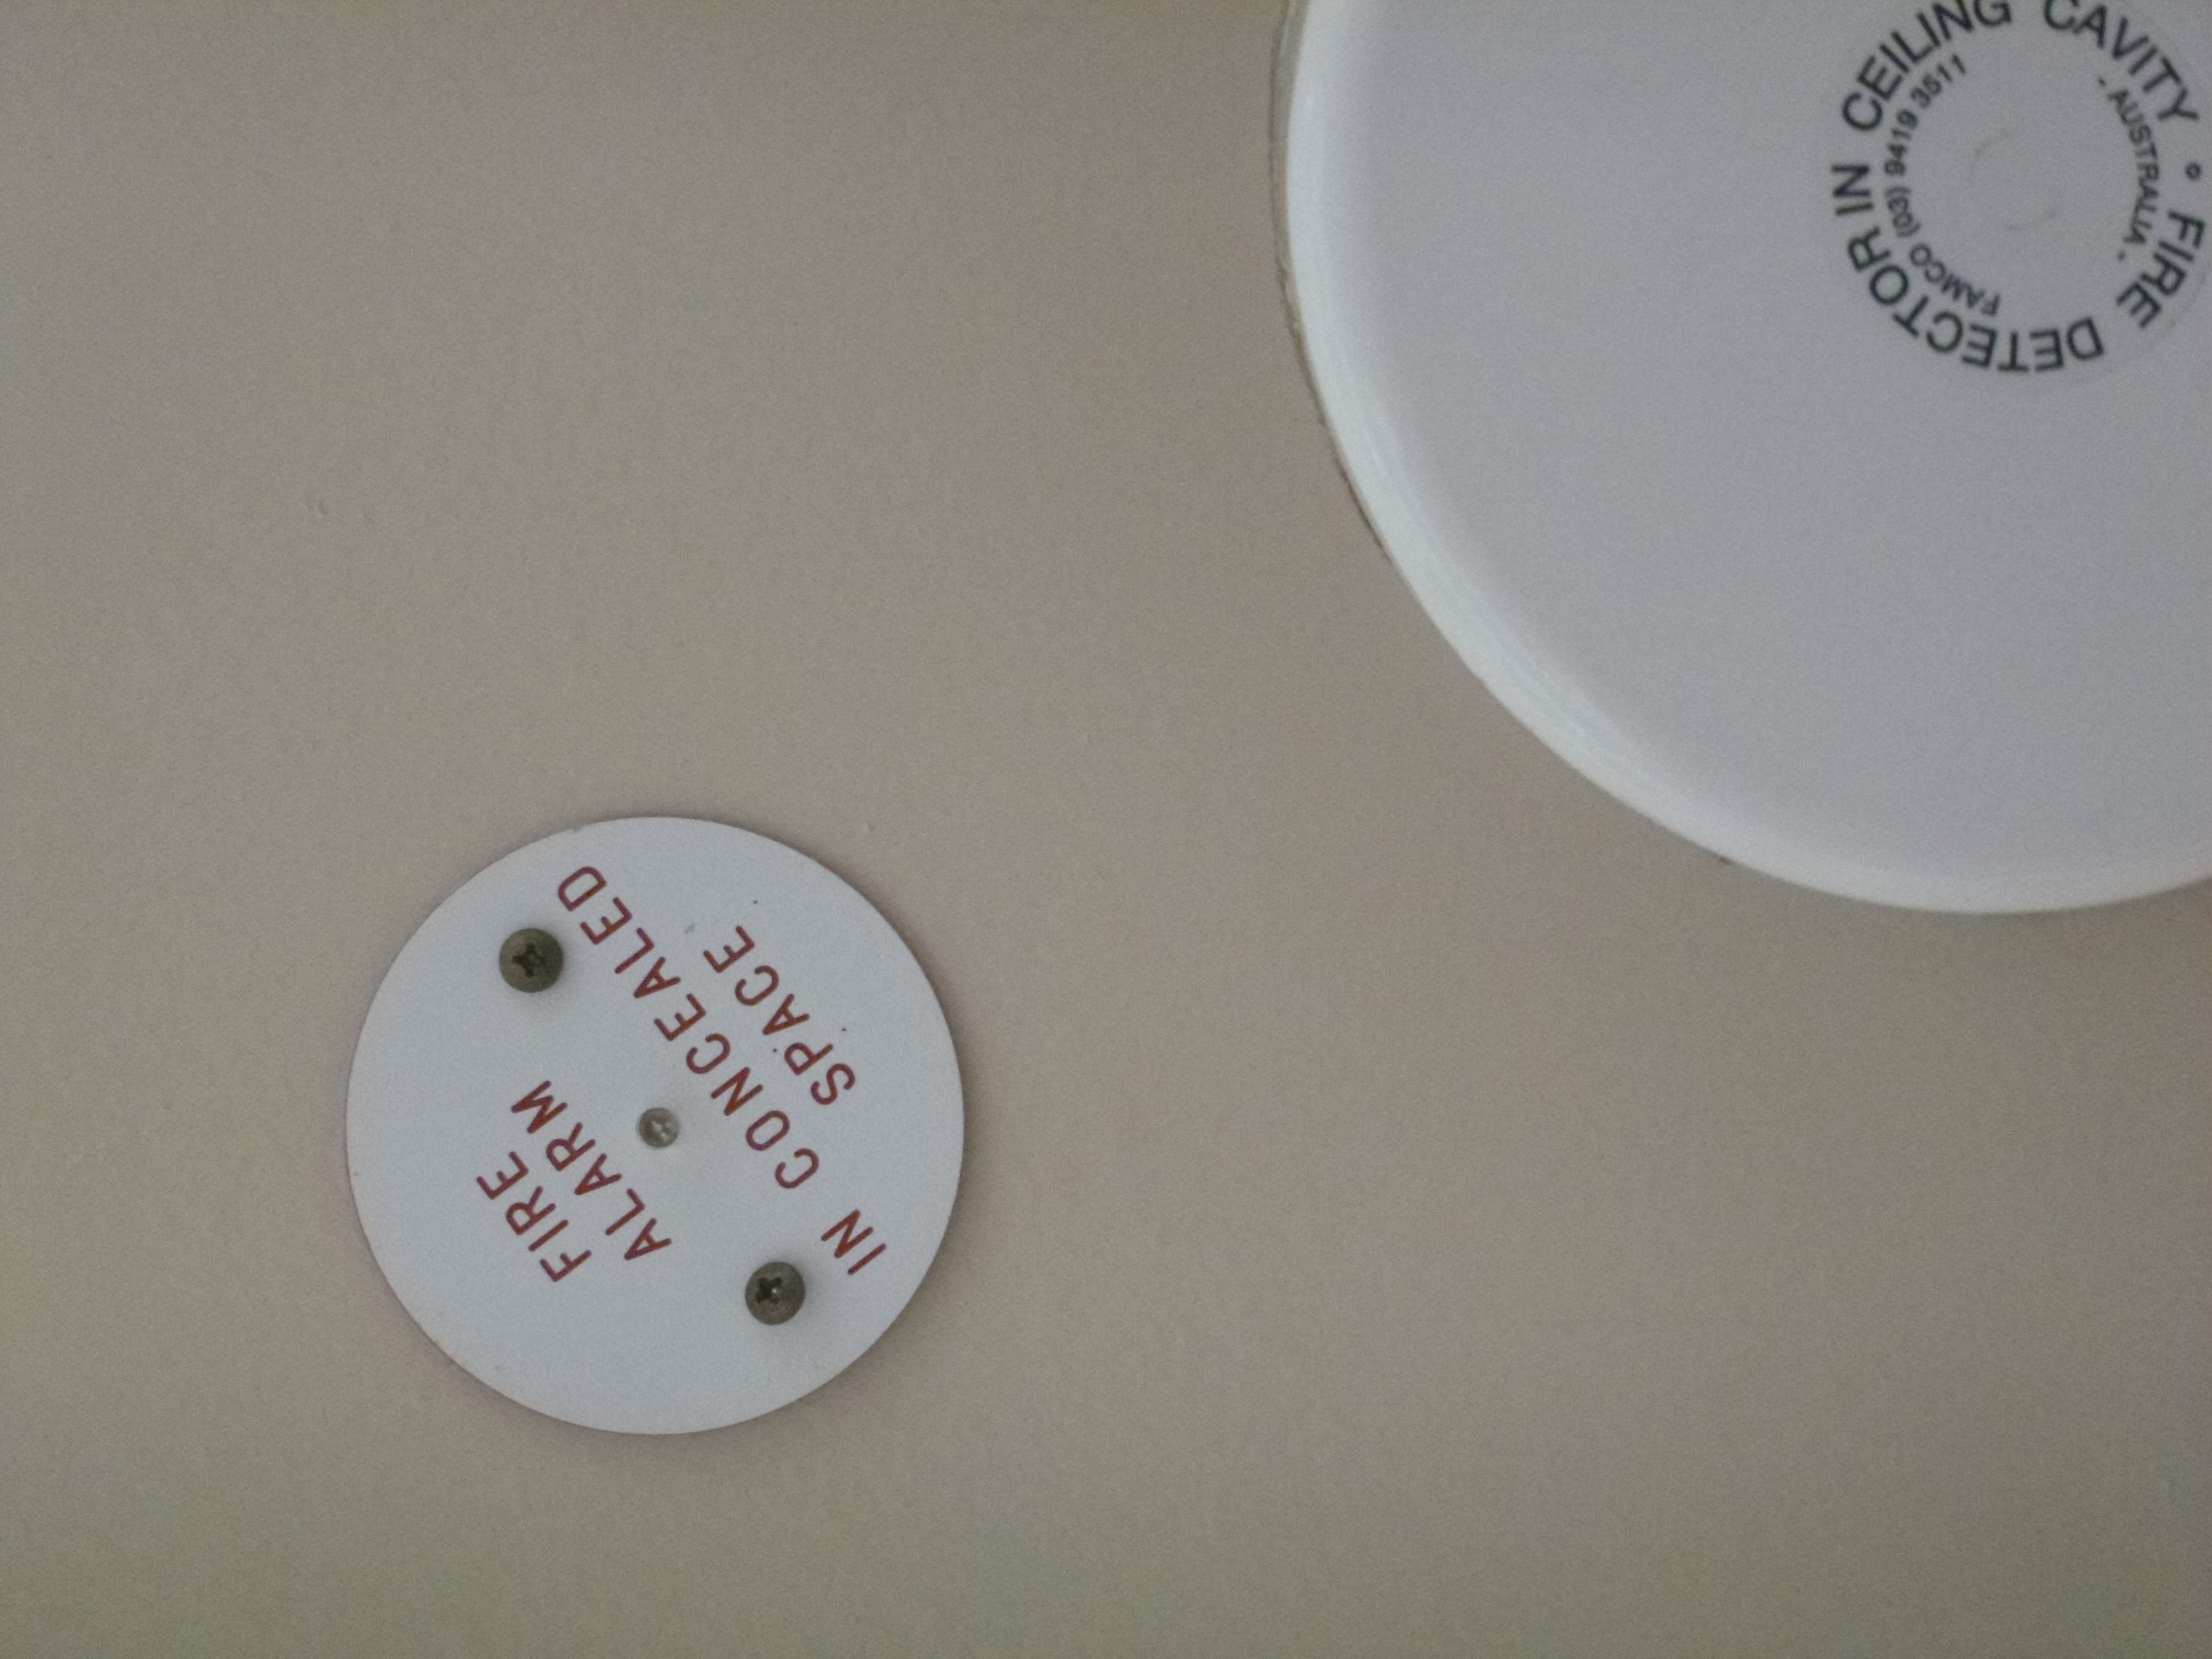 FIRE
ALARM
IN CONCEALED
SPACE
FIRE DETECTOR IN CEILING CAVITY
FAMCO (03) 9419 3511
- AUSTRALIA.